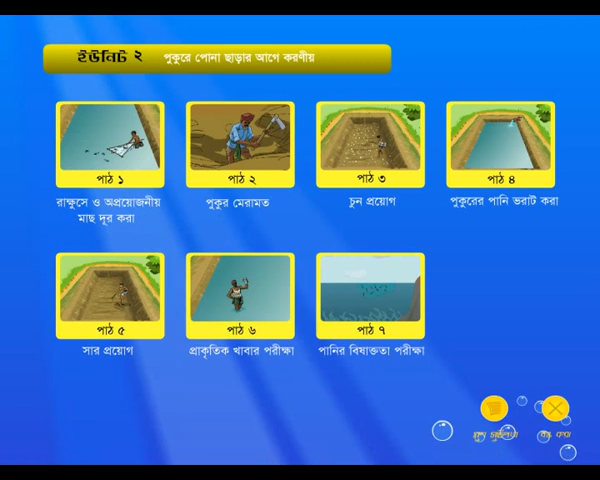 ইউনিট ২ পুকুরে পোনা ছাড়ার আগে করণীয়
পাঠ ১
পাঠ ২
পাঠ ৩
পাঠ ৪
রাক্ষুসে ও অপ্রয়োজনীয়
মাছ দূর করা
পুকুর মেরামত
চুন প্রয়োগ
পুকুরের পানি ভরাট করা
পাঠ ৫
পাঠ ৬
পাঠ ৭
সার প্রয়োগ
প্রাকৃতিক খাবার পরীক্ষা
পানির বিষাক্ততা পরীক্ষা